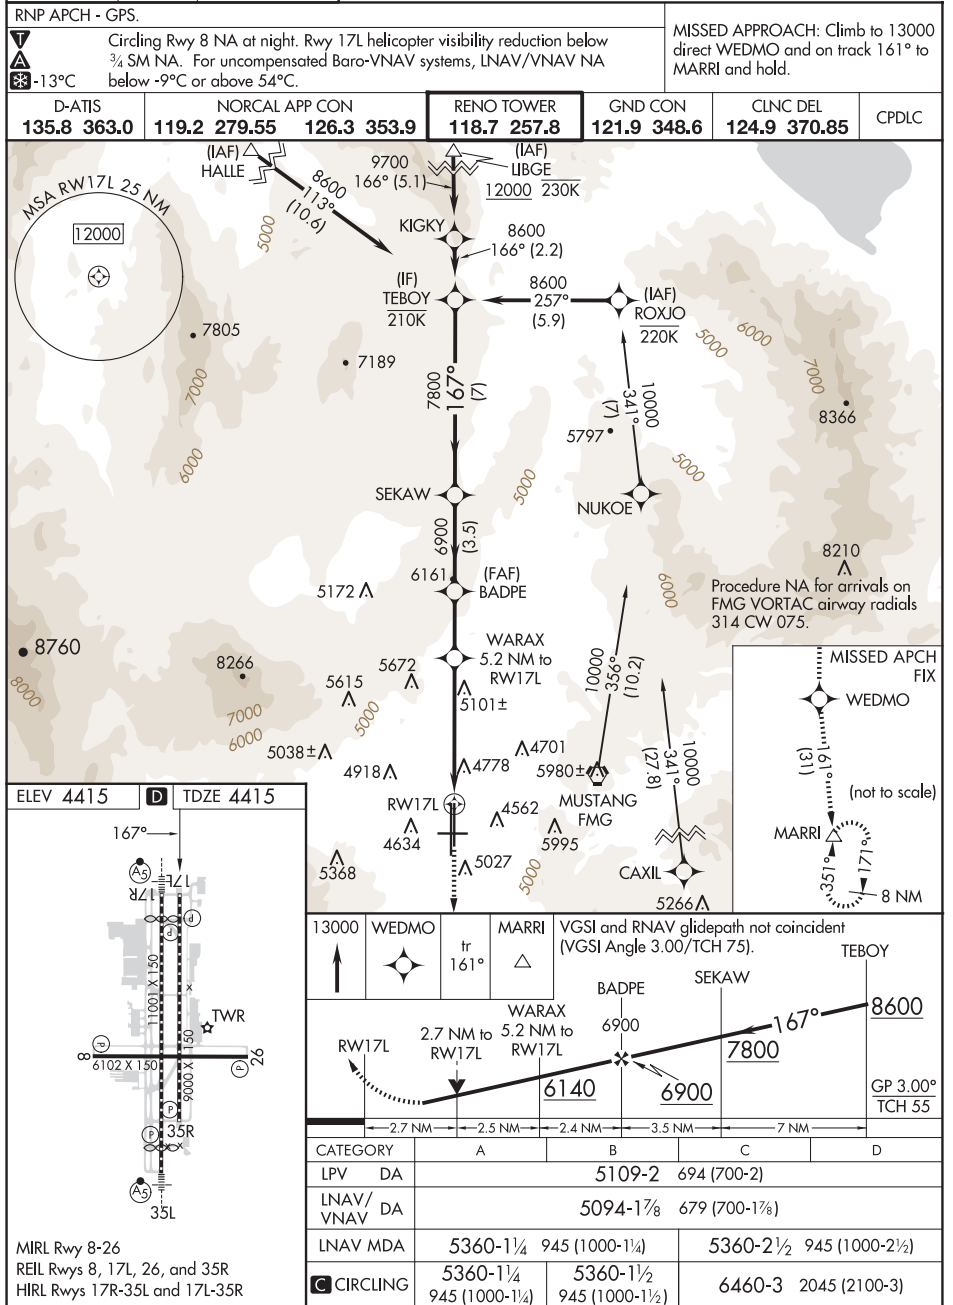 RNP APCH - GPS.
T
A
-13°C
Circling Rwy 8 NA at night. Rwy 17L helicopter visibility reduction below
¾ SM NA. For uncompensated Baro-VNAV systems, LNAV/VNAV NA
below -9°C or above 54°C.
MISSED APPROACH: Climb to 13000
direct WEDMO and on track 161° to
MARRI and hold.
D-ATIS
135.8 363.0
NORCAL APP CON
119.2 279.55 126.3 353.9
RENO TOWER
118.7 257.8
GND CON
121.9 348.6
CLNC DEL
124.9 370.85
CPDLC
MSA RW17L 25 NM
12000
(IAF)
HALLE
8600
113°
(10.6)
9700
166° (5.1)
(IAF)
LIBGE
12000 230K
KIGKY
8600
166° (2.2)
(IF)
TEBOY
210K
8600
257°
(5.9)
(IAF)
ROXJO
220K
5000
7805
7189
7000
6000
7800
167°
(7)
10000
341°
(7)
5797
5000
6000
7000
8366
5000
SEKAW
5000
NUKOE
6900
(3.5)
6161
(FAF)
BADPE
5172
8210
6000
Procedure NA for arrivals on
FMG VORTAC airway radials
314 CW 075.
8760
8000
8266
7000
6000
5615
5672
5000
WARAX
5.2 NM to
RW17L
5101±
5038±
4918
4778
4701
5980±
10000
356°
(10.2)
MUSTANG
FMG
10000
341°
(27.8)
CAXIL
5266
RW17L
4634
4562
5995
5368
5027
5000
MISSED APCH
FIX
WEDMO
161°
(31)
(not to scale)
MARRI
351°
171°
8 NM
ELEV 4415
D
TDZE 4415
167°
A5
17R
17L
P
P
11001 X 150
X
TWR
P
8
6102 X 150
26
P
9000 X 150
P
P
35R
X
A5
35L
MIRL Rwy 8-26
REIL Rwys 8, 17L, 26, and 35R
HIRL Rwys 17R-35L and 17L-35R
13000
WEDMO
tr
161°
MARRI
VGSI and RNAV glidepath not coincident
(VGSI Angle 3.00/TCH 75).
TEBOY
SEKAW
BADPE
6900
WARAX
5.2 NM to
RW17L
2.7 NM to
RW17L
RW17L
167°
8600
7800
6900
6140
GP 3.00°
TCH 55
2.7 NM
2.5 NM
2.4 NM
3.5 NM
7 NM
CATEGORY A B C D
LPV DA 5109-2 694 (700-2)
LNAV/
VNAV DA 5094-1⅞ 679 (700-1⅞)
LNAV MDA 5360-1¼ 945 (1000-1¼) 5360-2½ 945 (1000-2½)
C CIRCLING
5360-1¼
945 (1000-1¼)
5360-1½
945 (1000-1½)
6460-3 2045 (2100-3)